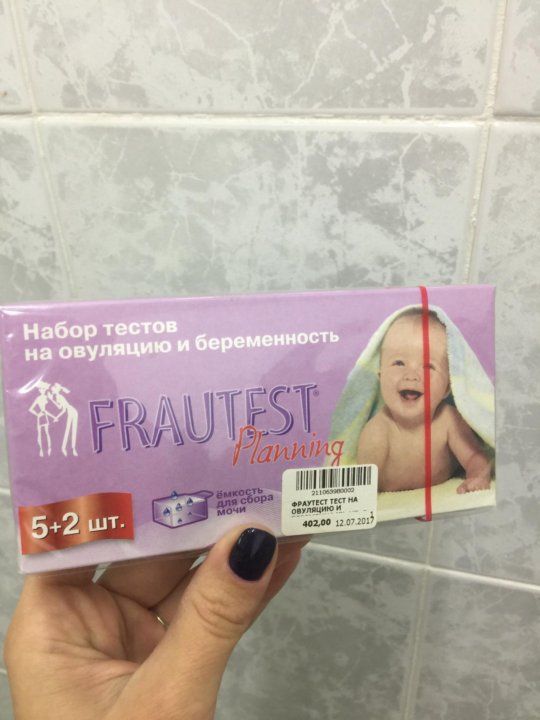 Набор тестов
на овуляцию и беременность
FRAUTEST®
Planning
5+2 шт.
ёмкость
для сбора
мочи
211063980002
ФРАУТЕСТ ТЕСТ НА
ОВУЛЯЦИЮ И
402,00 12.07.2017